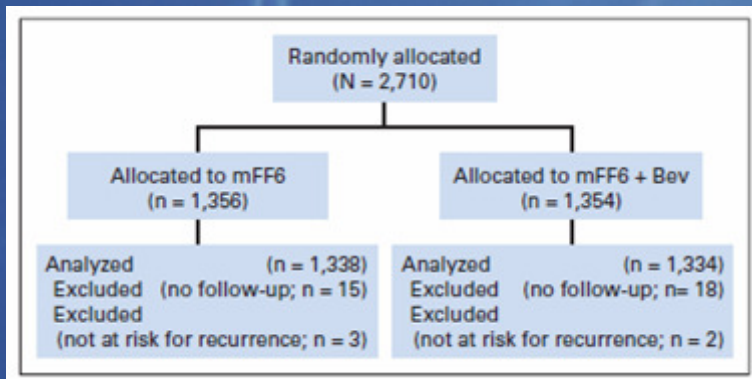 Randomly allocated
(N = 2,710)
Allocated to mFF6
(n = 1,356)
Allocated to mFF6 + Bev
(n = 1,354)
Analyzed (n = 1,338)
Excluded (no follow-up; n = 15)
Excluded
(not at risk for recurrence; n = 3)
Analyzed (n = 1,334)
Excluded (no follow-up; n= 18)
Excluded
(not at risk for recurrence; n = 2)